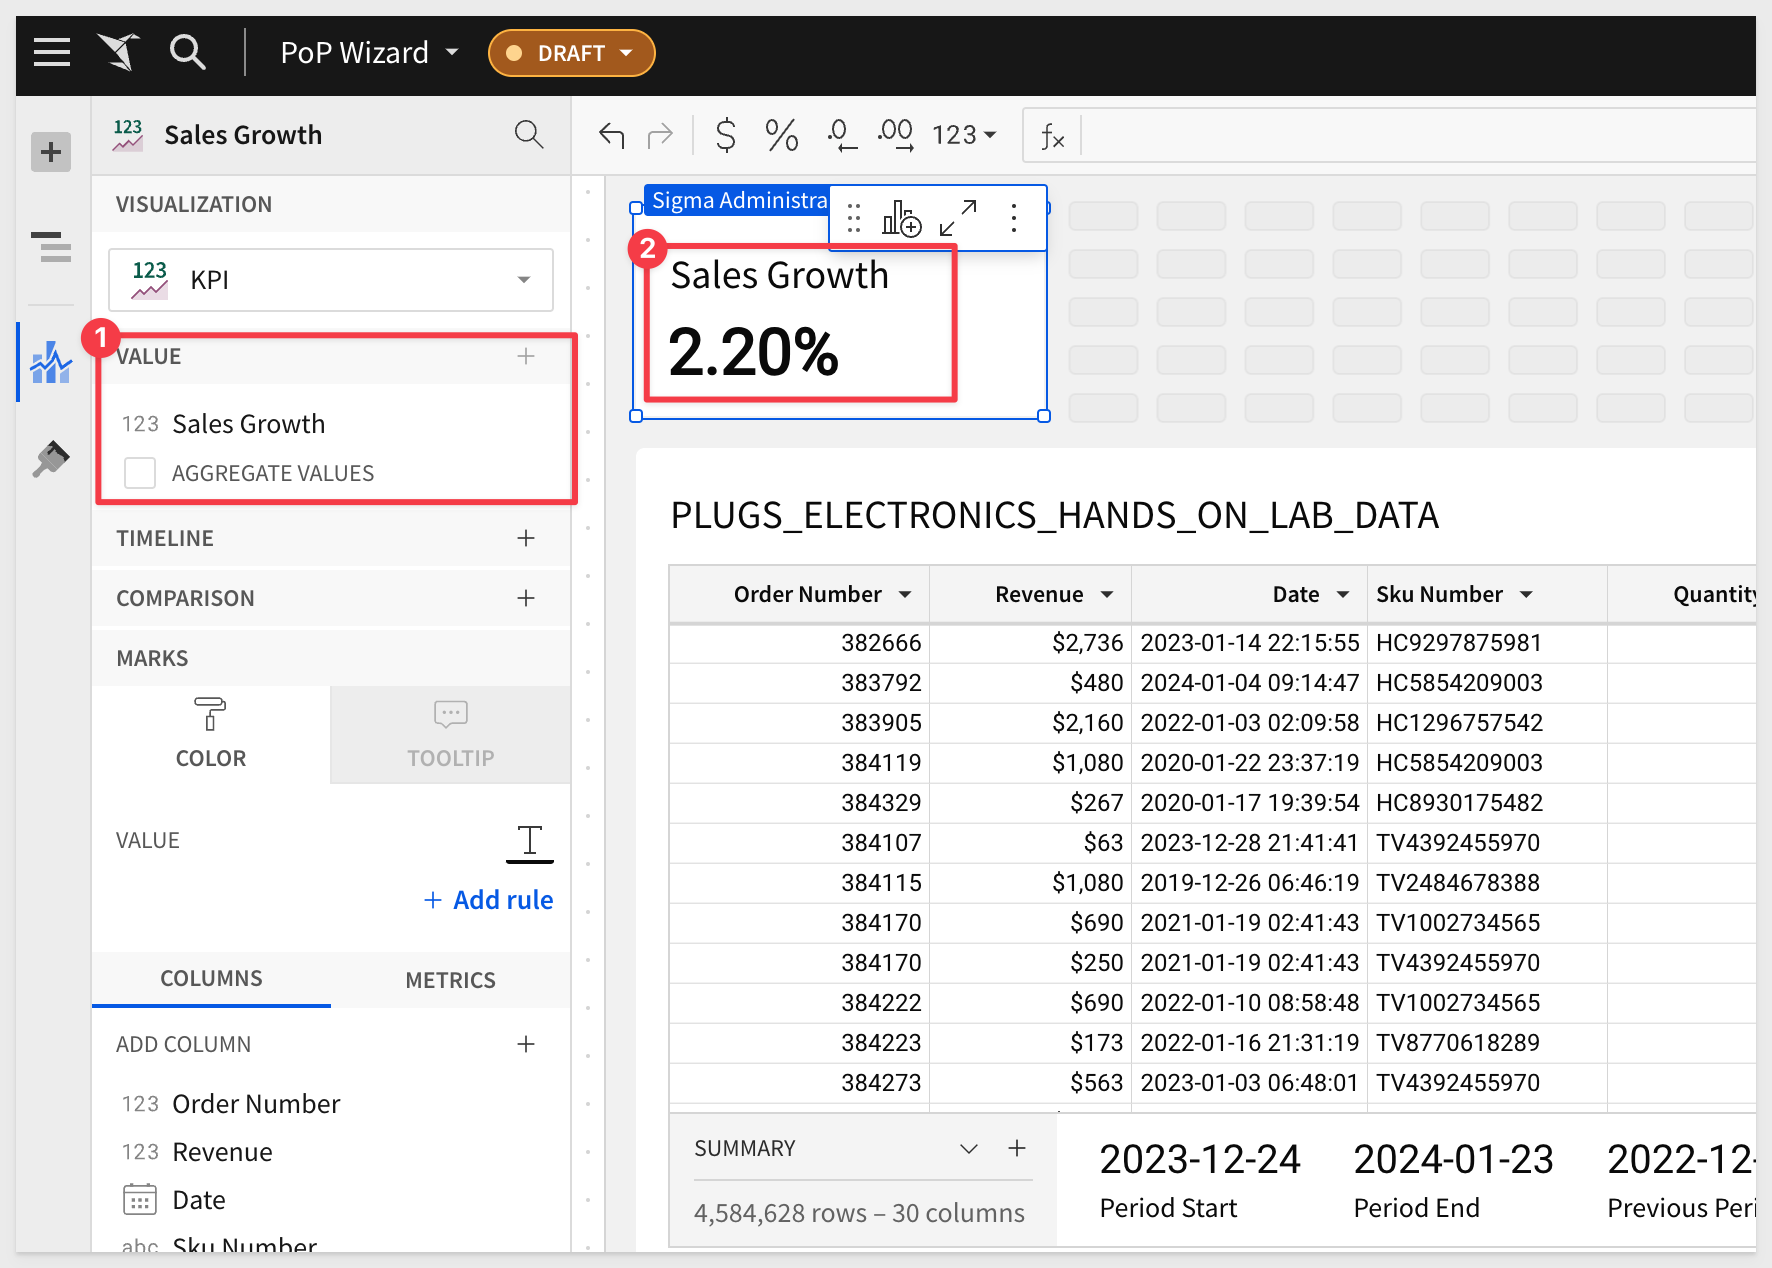 PoP Wizard
DRAFT
123
Sales Growth
$ % .0 .00 123
fx
VISUALIZATION
123
KPI
1
VALUE
123 Sales Growth
AGGREGATE VALUES
TIMELINE
COMPARISON
MARKS
COLOR
TOOLTIP
VALUE
T
+ Add rule
COLUMNS
METRICS
ADD COLUMN
123 Order Number
123 Revenue
Date
abc Sku Number
Sigma Administra
2
Sales Growth
2.20%
PLUGS_ELECTRONICS_HANDS_ON_LAB_DATA
Order Number Revenue Date Sku Number Quantity
382666 $2,736 2023-01-14 22:15:55 HC9297875981
383792 $480 2024-01-04 09:14:47 HC5854209003
383905 $2,160 2022-01-03 02:09:58 HC1296757542
384119 $1,080 2020-01-22 23:37:19 HC5854209003
384329 $267 2020-01-17 19:39:54 HC8930175482
384107 $63 2023-12-28 21:41:41 TV4392455970
384115 $1,080 2019-12-26 06:46:19 TV2484678388
384170 $690 2021-01-19 02:41:43 TV1002734565
384170 $250 2021-01-19 02:41:43 TV4392455970
384222 $690 2022-01-10 08:58:48 TV1002734565
384223 $173 2022-01-16 21:31:19 TV8770618289
384273 $563 2023-01-03 06:48:01 TV4392455970
SUMMARY
4,584,628 rows – 30 columns
2023-12-24 2024-01-23 2022-12-
Period Start Period End Previous Peri